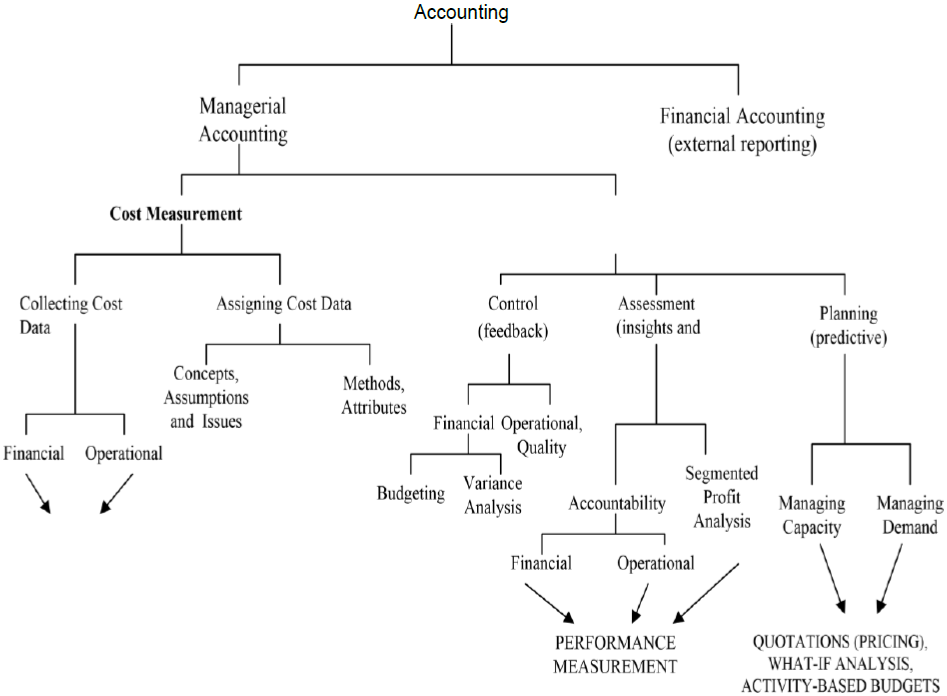 Accounting
Managerial
Accounting
Financial Accounting
(external reporting)
Cost Measurement
Collecting Cost
Data
Assigning Cost Data
Control
(feedback)
Assessment
(insights and
Planning
(predictive)
Concepts,
Assumptions
and Issues
Methods,
Attributes
Financial
Operational
Financial
Operational,
Quality
Budgeting
Variance
Analysis
Accountability
Segmented
Profit
Analysis
Managing
Capacity
Managing
Demand
Financial
Operational
PERFORMANCE
MEASUREMENT
QUOTATIONS (PRICING),
WHAT-IF ANALYSIS,
ACTIVITY-BASED BUDGETS